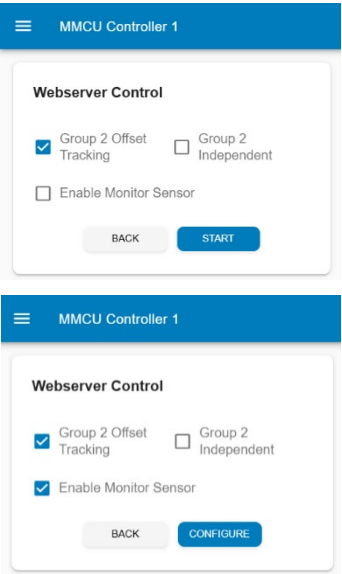 MMCU Controller 1
Webserver Control
Group 2 Offset
Tracking
Group 2
Independent
Enable Monitor Sensor
BACK
START
MMCU Controller 1
Webserver Control
Group 2 Offset
Tracking
Group 2
Independent
Enable Monitor Sensor
BACK
CONFIGURE